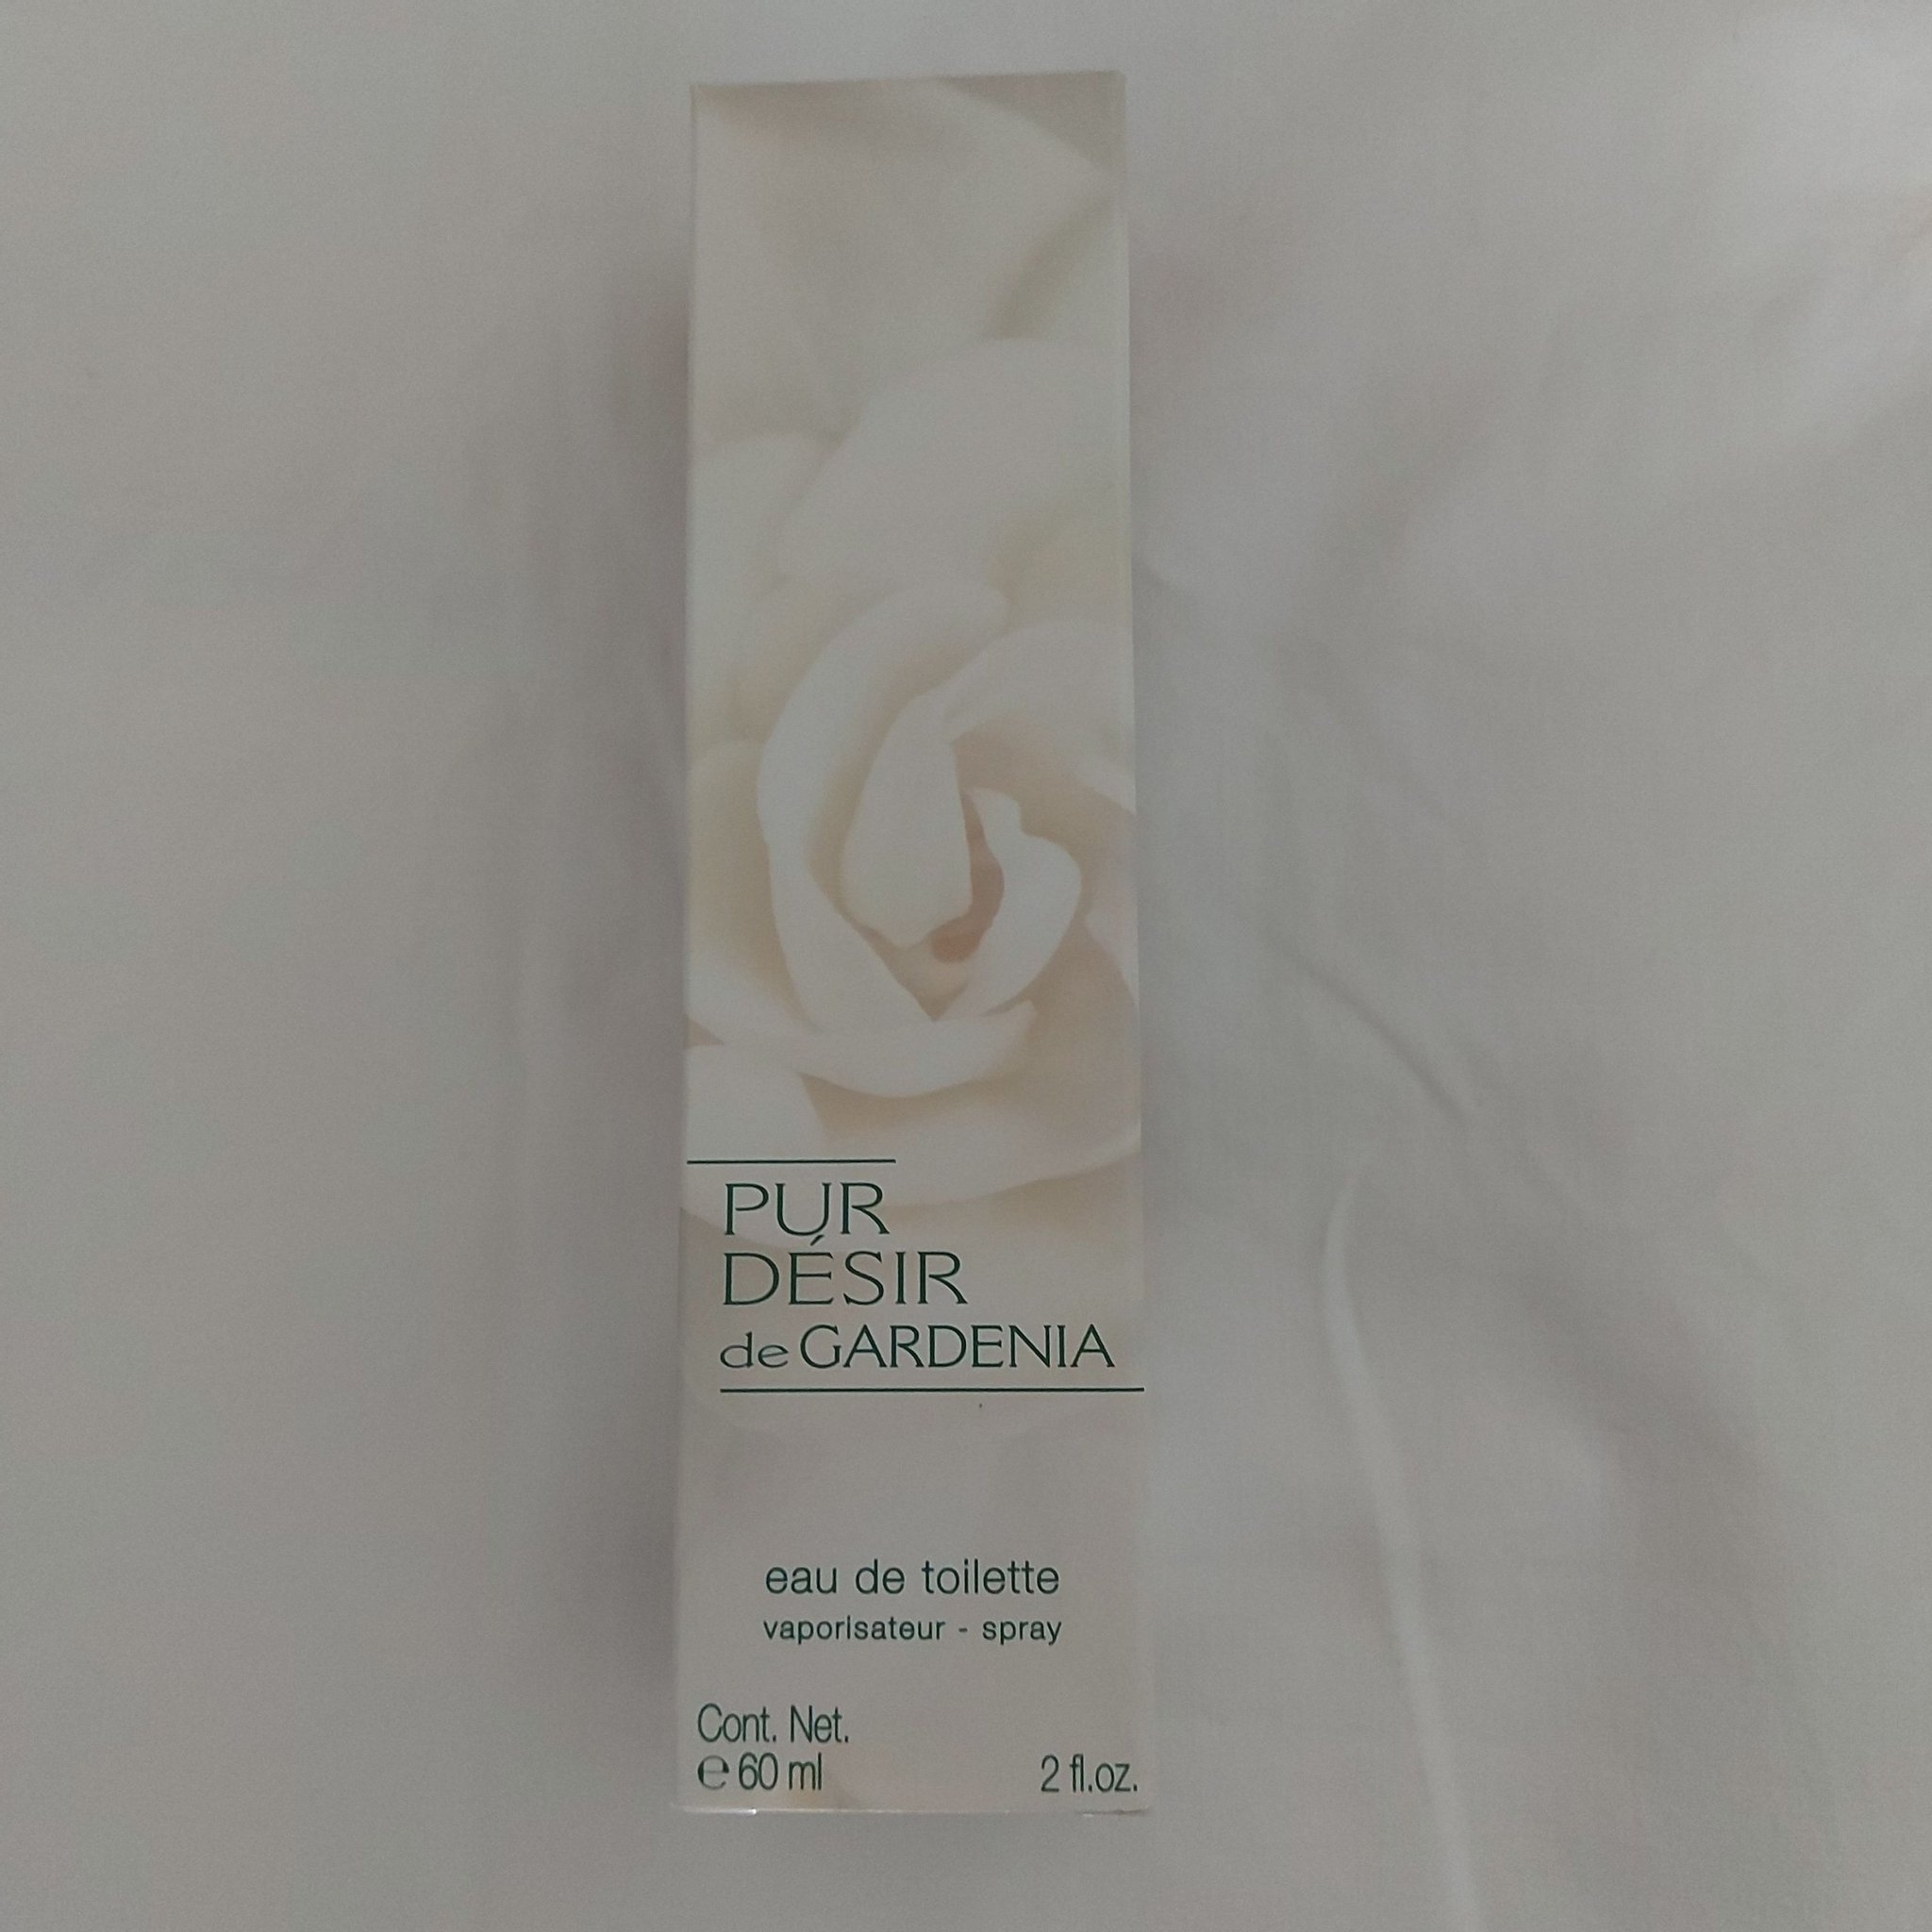 PUR
DÉSIR
de GARDENIA
eau de toilette
vaporisateur - spray
Cont. Net.
℮ 60 ml 2 fl.oz.